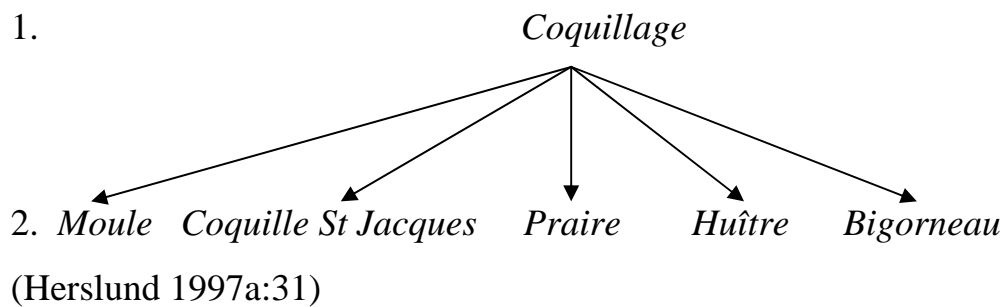 1. Coquillage
2. Moule Coquille St Jacques Praire Huître Bigorneau
(Herslund 1997a:31)